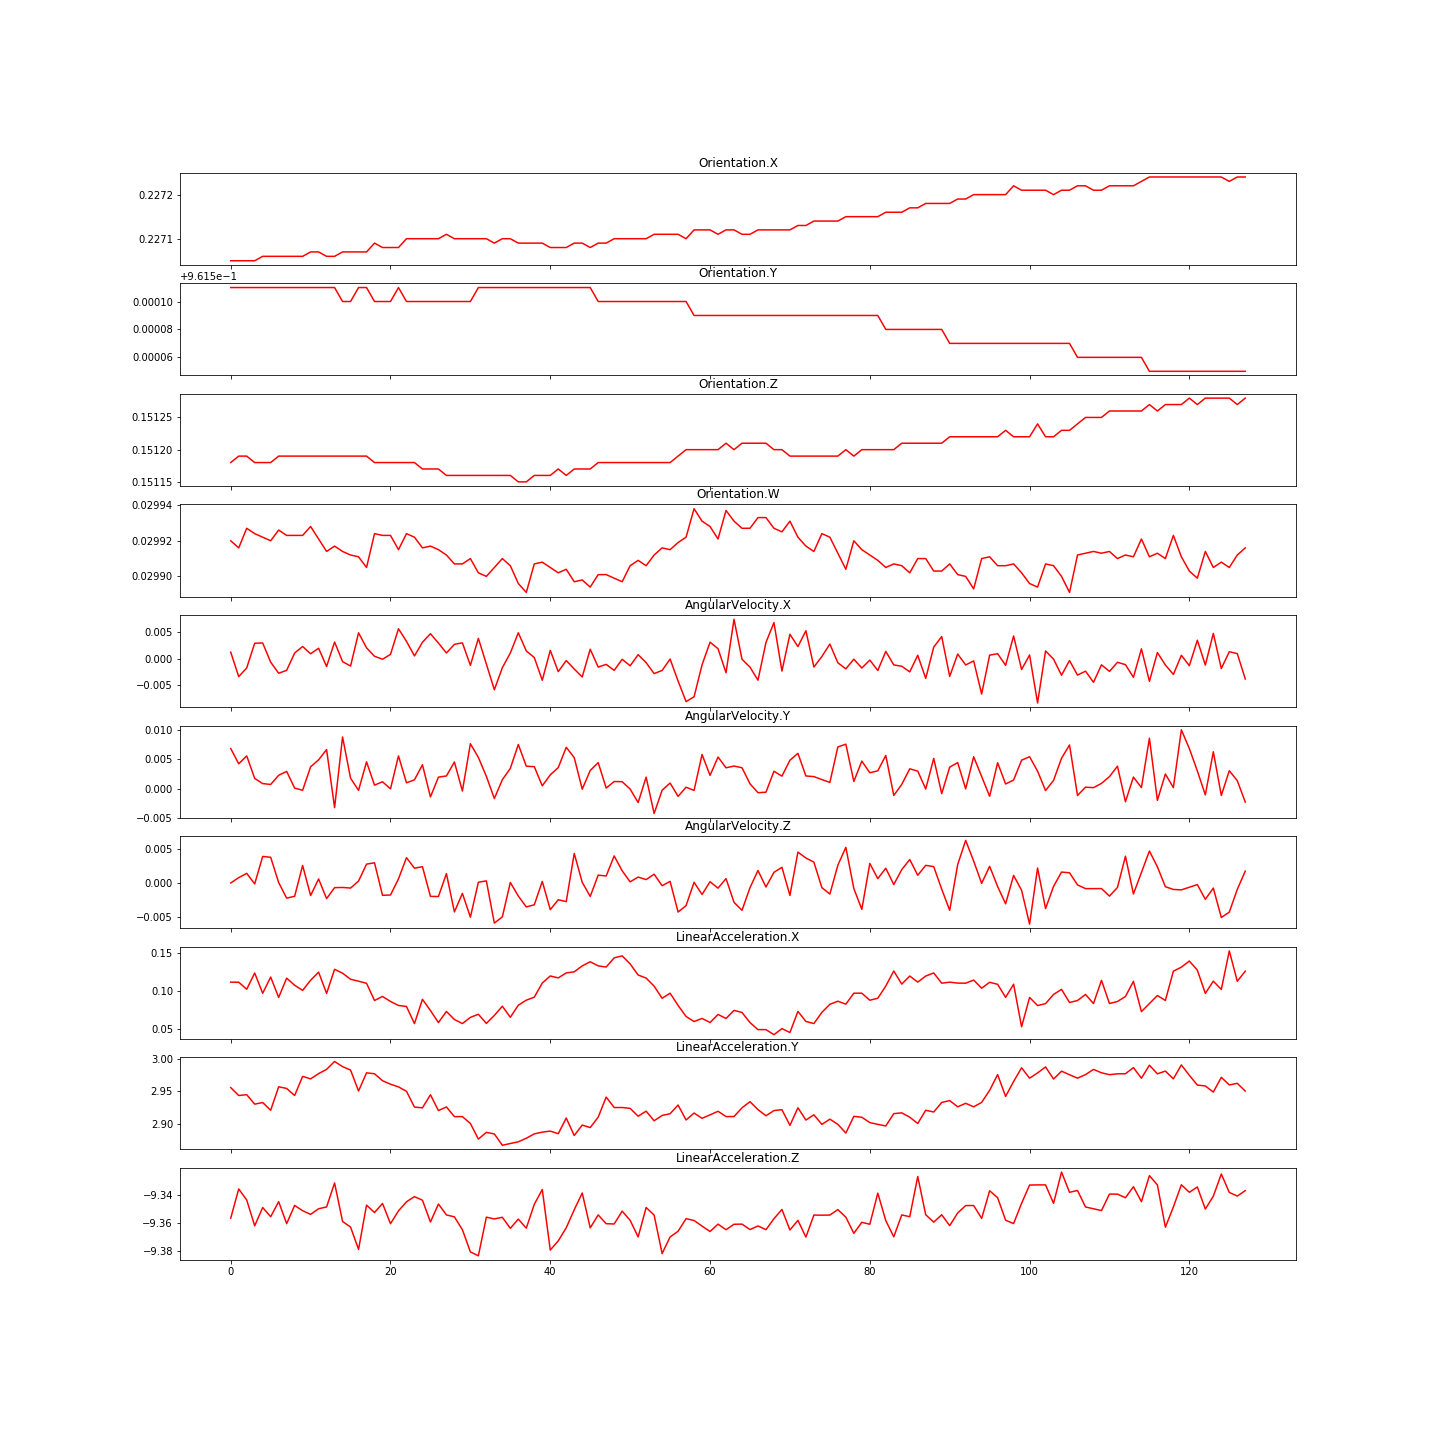 Orientation.X
0.2272
0.2271
+9.615e−1
Orientation.Y
0.00010
0.00008
0.00006
Orientation.Z
0.15125
0.15120
0.15115
Orientation.W
0.02994
0.02992
0.02990
AngularVelocity.X
0.005
0.000
−0.005
AngularVelocity.Y
0.010
0.005
0.000
−0.005
AngularVelocity.Z
0.005
0.000
−0.005
LinearAcceleration.X
0.15
0.10
0.05
LinearAcceleration.Y
3.00
2.95
2.90
LinearAcceleration.Z
−9.34
−9.36
−9.38
0 20 40 60 80 100 120